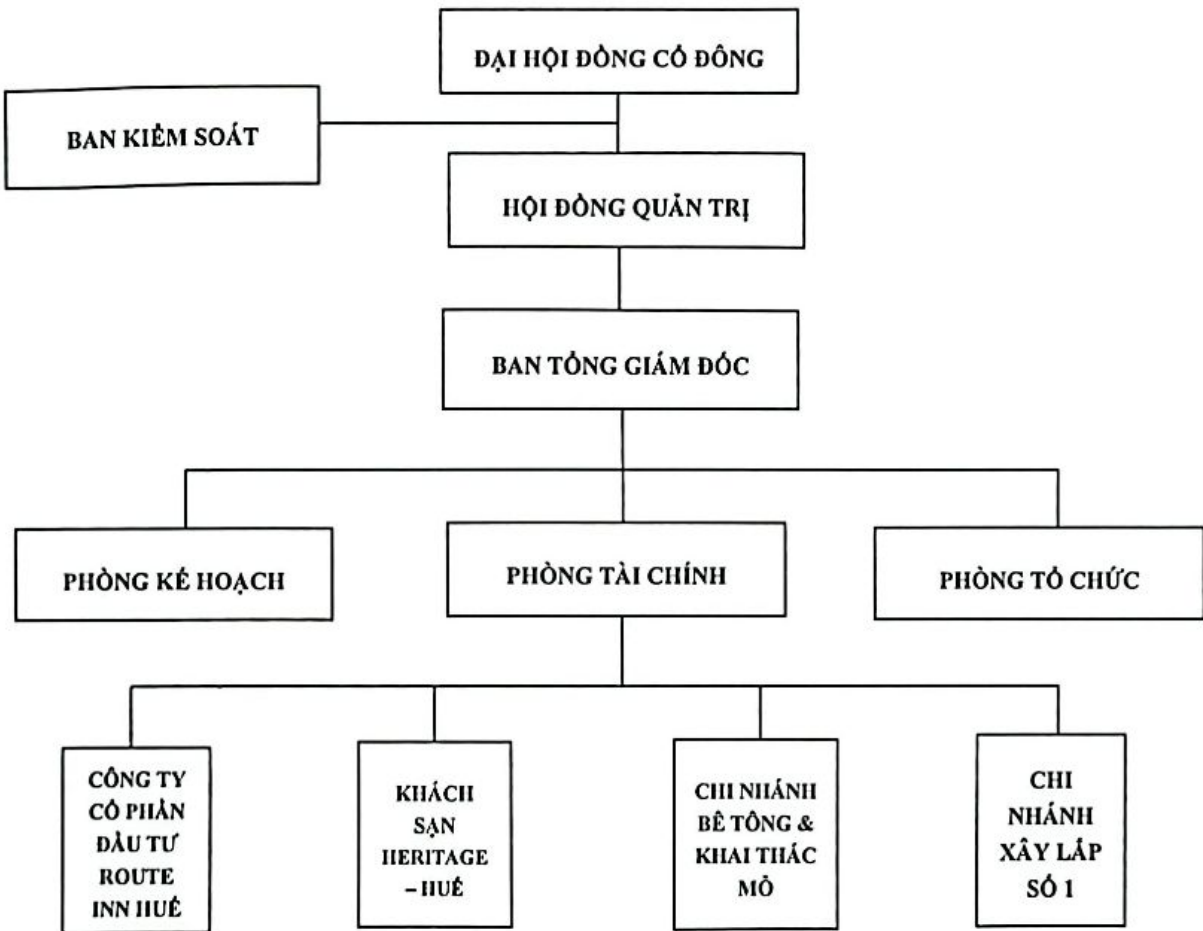 ĐẠI HỘI ĐỒNG CỔ ĐÔNG
BAN KIỂM SOÁT
HỘI ĐỒNG QUẢN TRỊ
BAN TỔNG GIÁM ĐỐC
PHÒNG KẾ HOẠCH
PHÒNG TÀI CHÍNH
PHÒNG TỔ CHỨC
CÔNG TY
CỔ PHẦN
ĐẦU TƯ
ROUTE
INN HUẾ
KHÁCH
SẠN
HERITAGE
– HUẾ
CHI NHÁNH
BÊ TÔNG &
KHAI THÁC
MỎ
CHI
NHÁNH
XÂY LẮP
SỐ 1